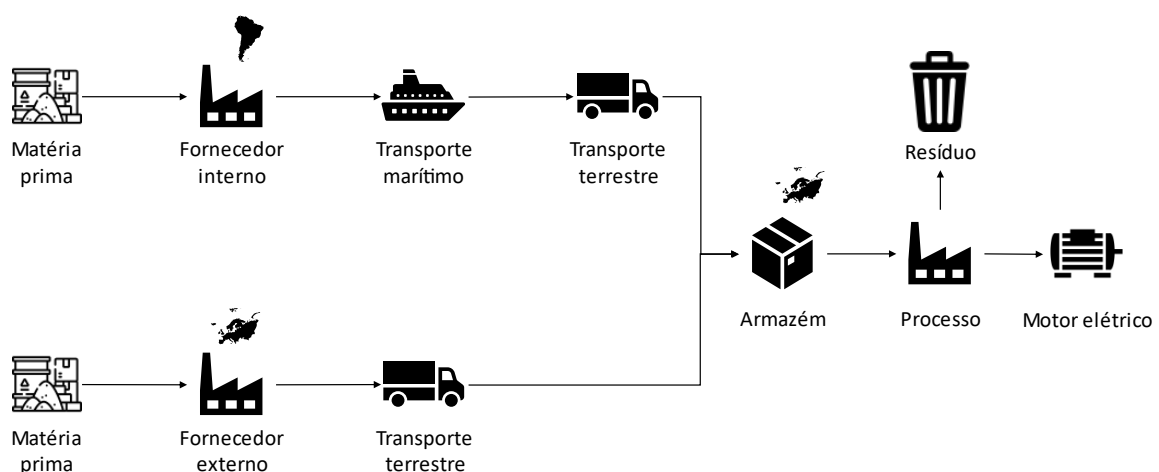 Matéria
prima
Fornecedor
interno
Transporte
marítimo
Transporte
terrestre
Resíduo
Armazém
Processo
Motor elétrico
Matéria
prima
Fornecedor
externo
Transporte
terrestre